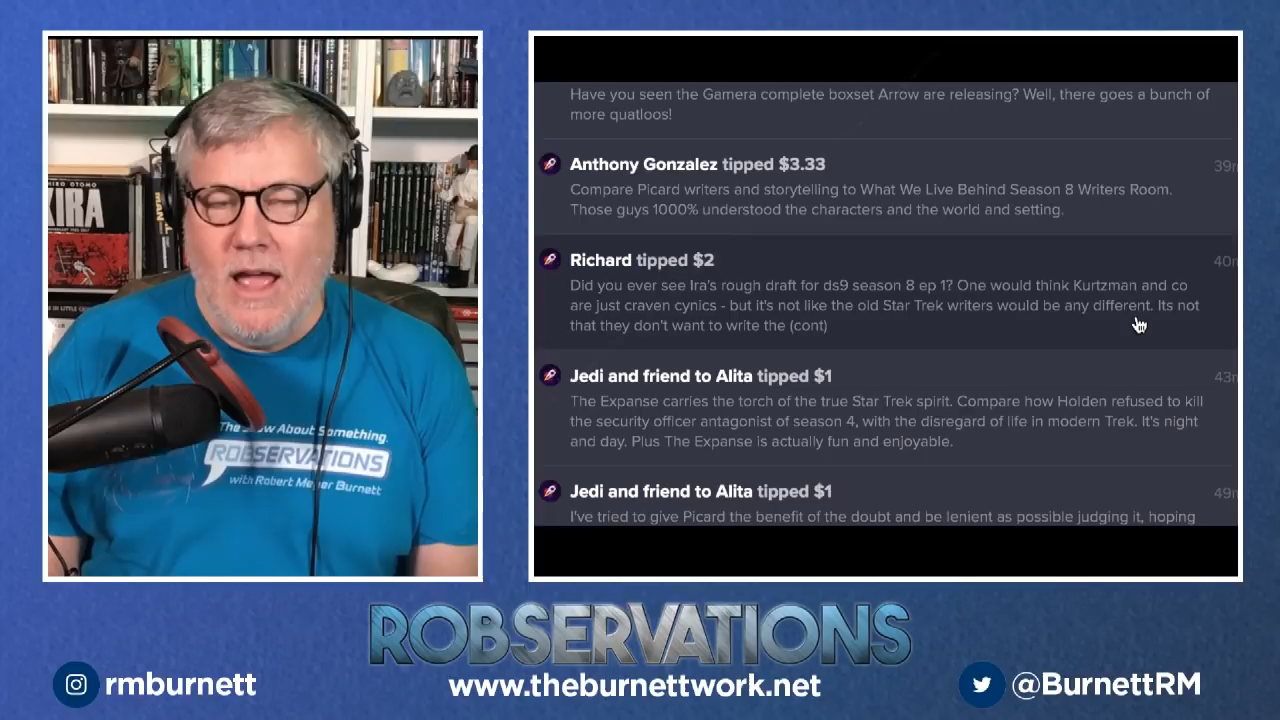 HIRO OTOMO
KIRA
The Show About Something.
ROBSERVATIONS
with Robert Meyer Burnett
Have you seen the Gamera complete boxset Arrow are releasing? Well, there goes a bunch of
more quatloos!
Anthony Gonzalez tipped $3.33
39m
Compare Picard writers and storytelling to What We Live Behind Season 8 Writers Room.
Those guys 1000% understood the characters and the world and setting.
Richard tipped $2
40m
Did you ever see Ira's rough draft for ds9 season 8 ep 1? One would think Kurtzman and co
are just craven cynics - but it's not like the old Star Trek writers would be any different. Its not
that they don't want to write the (cont)
Jedi and friend to Alita tipped $1
43m
The Expanse carries the torch of the true Star Trek spirit. Compare how Holden refused to kill
the security officer antagonist of season 4, with the disregard of life in modern Trek. It's night
and day. Plus The Expanse is actually fun and enjoyable.
Jedi and friend to Alita tipped $1
49m
I've tried to give Picard the benefit of the doubt and be lenient as possible judging it, hoping
ROBSERVATIONS
rmburnett
www.theburnettwork.net
@BurnettRM